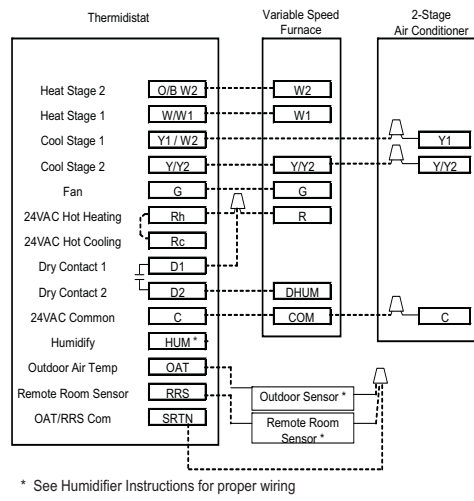 Thermidistat
Variable Speed
Furnace
2-Stage
Air Conditioner
Heat Stage 2 O/B W2 W2
Heat Stage 1 W/W1 W1
Cool Stage 1 Y1 / W2 Y1
Cool Stage 2 Y/Y2 Y/Y2 Y/Y2
Fan G G
24VAC Hot Heating Rh R
24VAC Hot Cooling Rc
Dry Contact 1 D1
Dry Contact 2 D2 DHUM
24VAC Common C COM C
Humidify HUM *
Outdoor Air Temp OAT
Remote Room Sensor RRS
Outdoor Sensor *
OAT/RRS Com SRTN
Remote Room
Sensor *
* See Humidifier Instructions for proper wiring